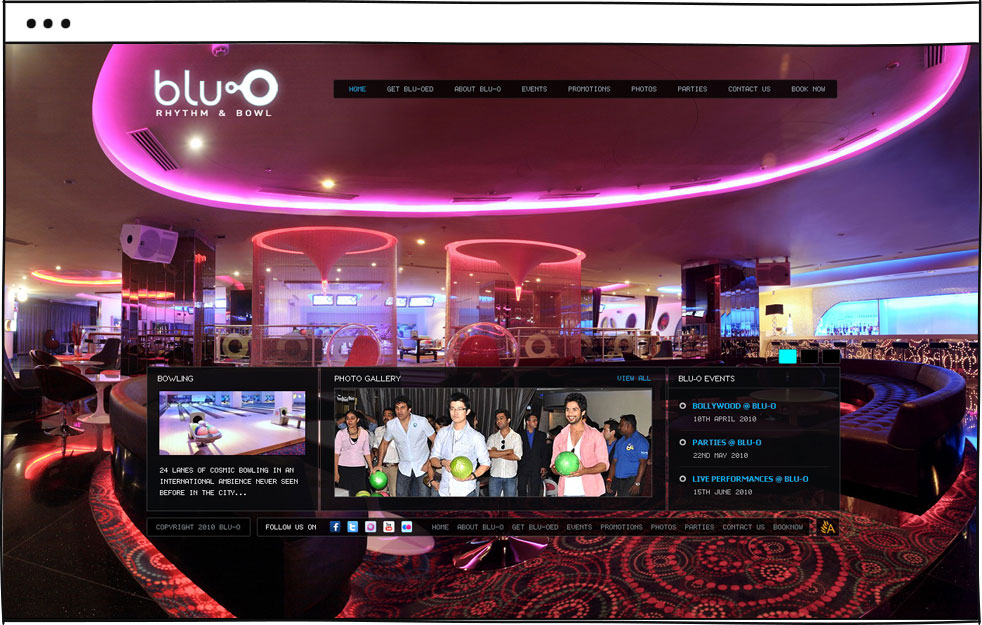 blu-O
RHYTHM & BOWL
HOME GET BLU-OED ABOUT BLU-O EVENTS PROMOTIONS PHOTOS PARTIES CONTACT US BOOK NOW
BOWLING
24 LANES OF COSMIC BOWLING IN AN
INTERNATIONAL AMBIENCE NEVER SEEN
BEFORE IN THE CITY...
PHOTO GALLERY VIEW ALL
BLU-O EVENTS
BOLLYWOOD @ BLU-O
10TH APRIL 2010
PARTIES @ BLU-O
22ND MAY 2010
LIVE PERFORMANCES @ BLU-O
15TH JUNE 2010
COPYRIGHT 2010 BLU-O
FOLLOW US ON
HOME ABOUT BLU-O GET BLU-OED EVENTS PROMOTIONS PHOTOS PARTIES CONTACT US BOOKNOW